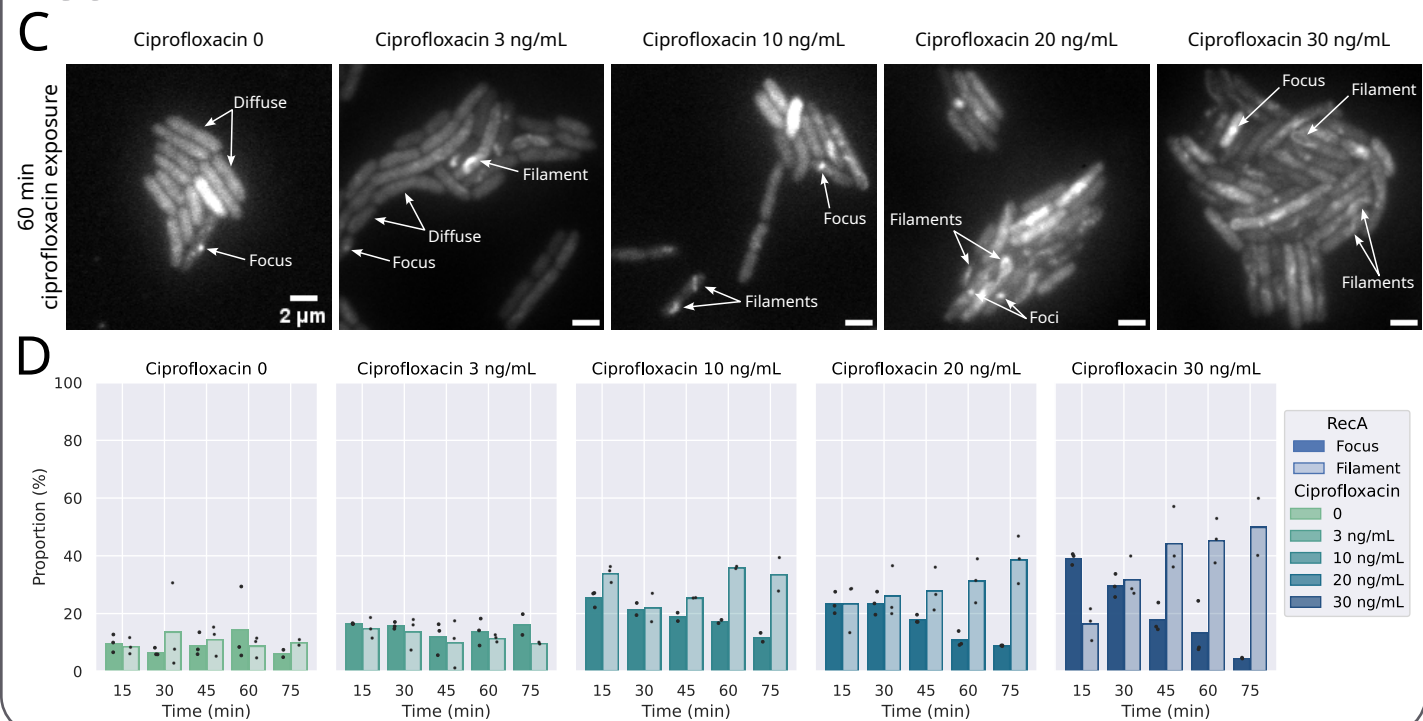 C
Ciprofloxacin 0
Ciprofloxacin 3 ng/mL
Ciprofloxacin 10 ng/mL
Ciprofloxacin 20 ng/mL
Ciprofloxacin 30 ng/mL
60 min
ciprofloxacin exposure
Diffuse
Focus
2 µm
Filament
Diffuse
Focus
Focus
Filaments
Filaments
Foci
Focus
Filament
Filaments
D
Ciprofloxacin 0
Ciprofloxacin 3 ng/mL
Ciprofloxacin 10 ng/mL
Ciprofloxacin 20 ng/mL
Ciprofloxacin 30 ng/mL
Proportion (%)
100
80
60
40
20
0
15 30 45 60 75
Time (min)
15 30 45 60 75
Time (min)
15 30 45 60 75
Time (min)
15 30 45 60 75
Time (min)
15 30 45 60 75
Time (min)
RecA
Focus
Filament
Ciprofloxacin
0
3 ng/mL
10 ng/mL
20 ng/mL
30 ng/mL